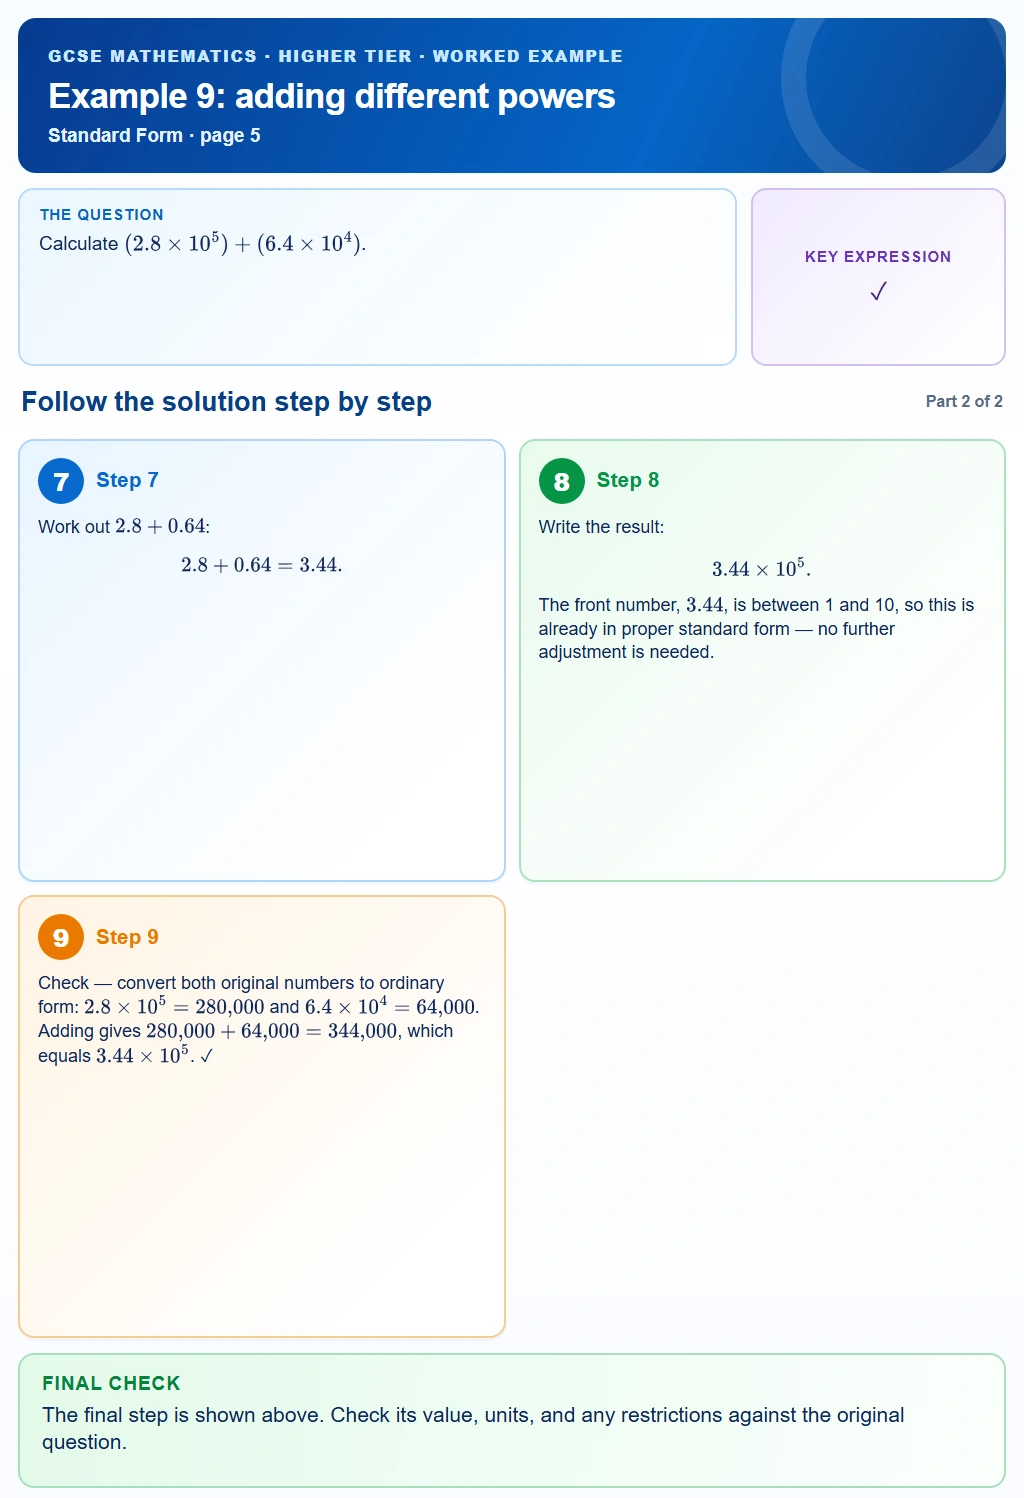 GCSE MATHEMATICS · HIGHER TIER · WORKED EXAMPLE
Example 9: adding different powers
Standard Form · page 5
THE QUESTION
Calculate (2.8 × 10⁵) + (6.4 × 10⁴).
KEY EXPRESSION
✓
Follow the solution step by step
Part 2 of 2
7 Step 7
Work out 2.8 + 0.64:
2.8 + 0.64 = 3.44.
8 Step 8
Write the result:
3.44 × 10⁵.
The front number, 3.44, is between 1 and 10, so this is
already in proper standard form — no further
adjustment is needed.
9 Step 9
Check — convert both original numbers to ordinary
form: 2.8 × 10⁵ = 280,000 and 6.4 × 10⁴ = 64,000.
Adding gives 280,000 + 64,000 = 344,000, which
equals 3.44 × 10⁵. ✓
FINAL CHECK
The final step is shown above. Check its value, units, and any restrictions against the original
question.